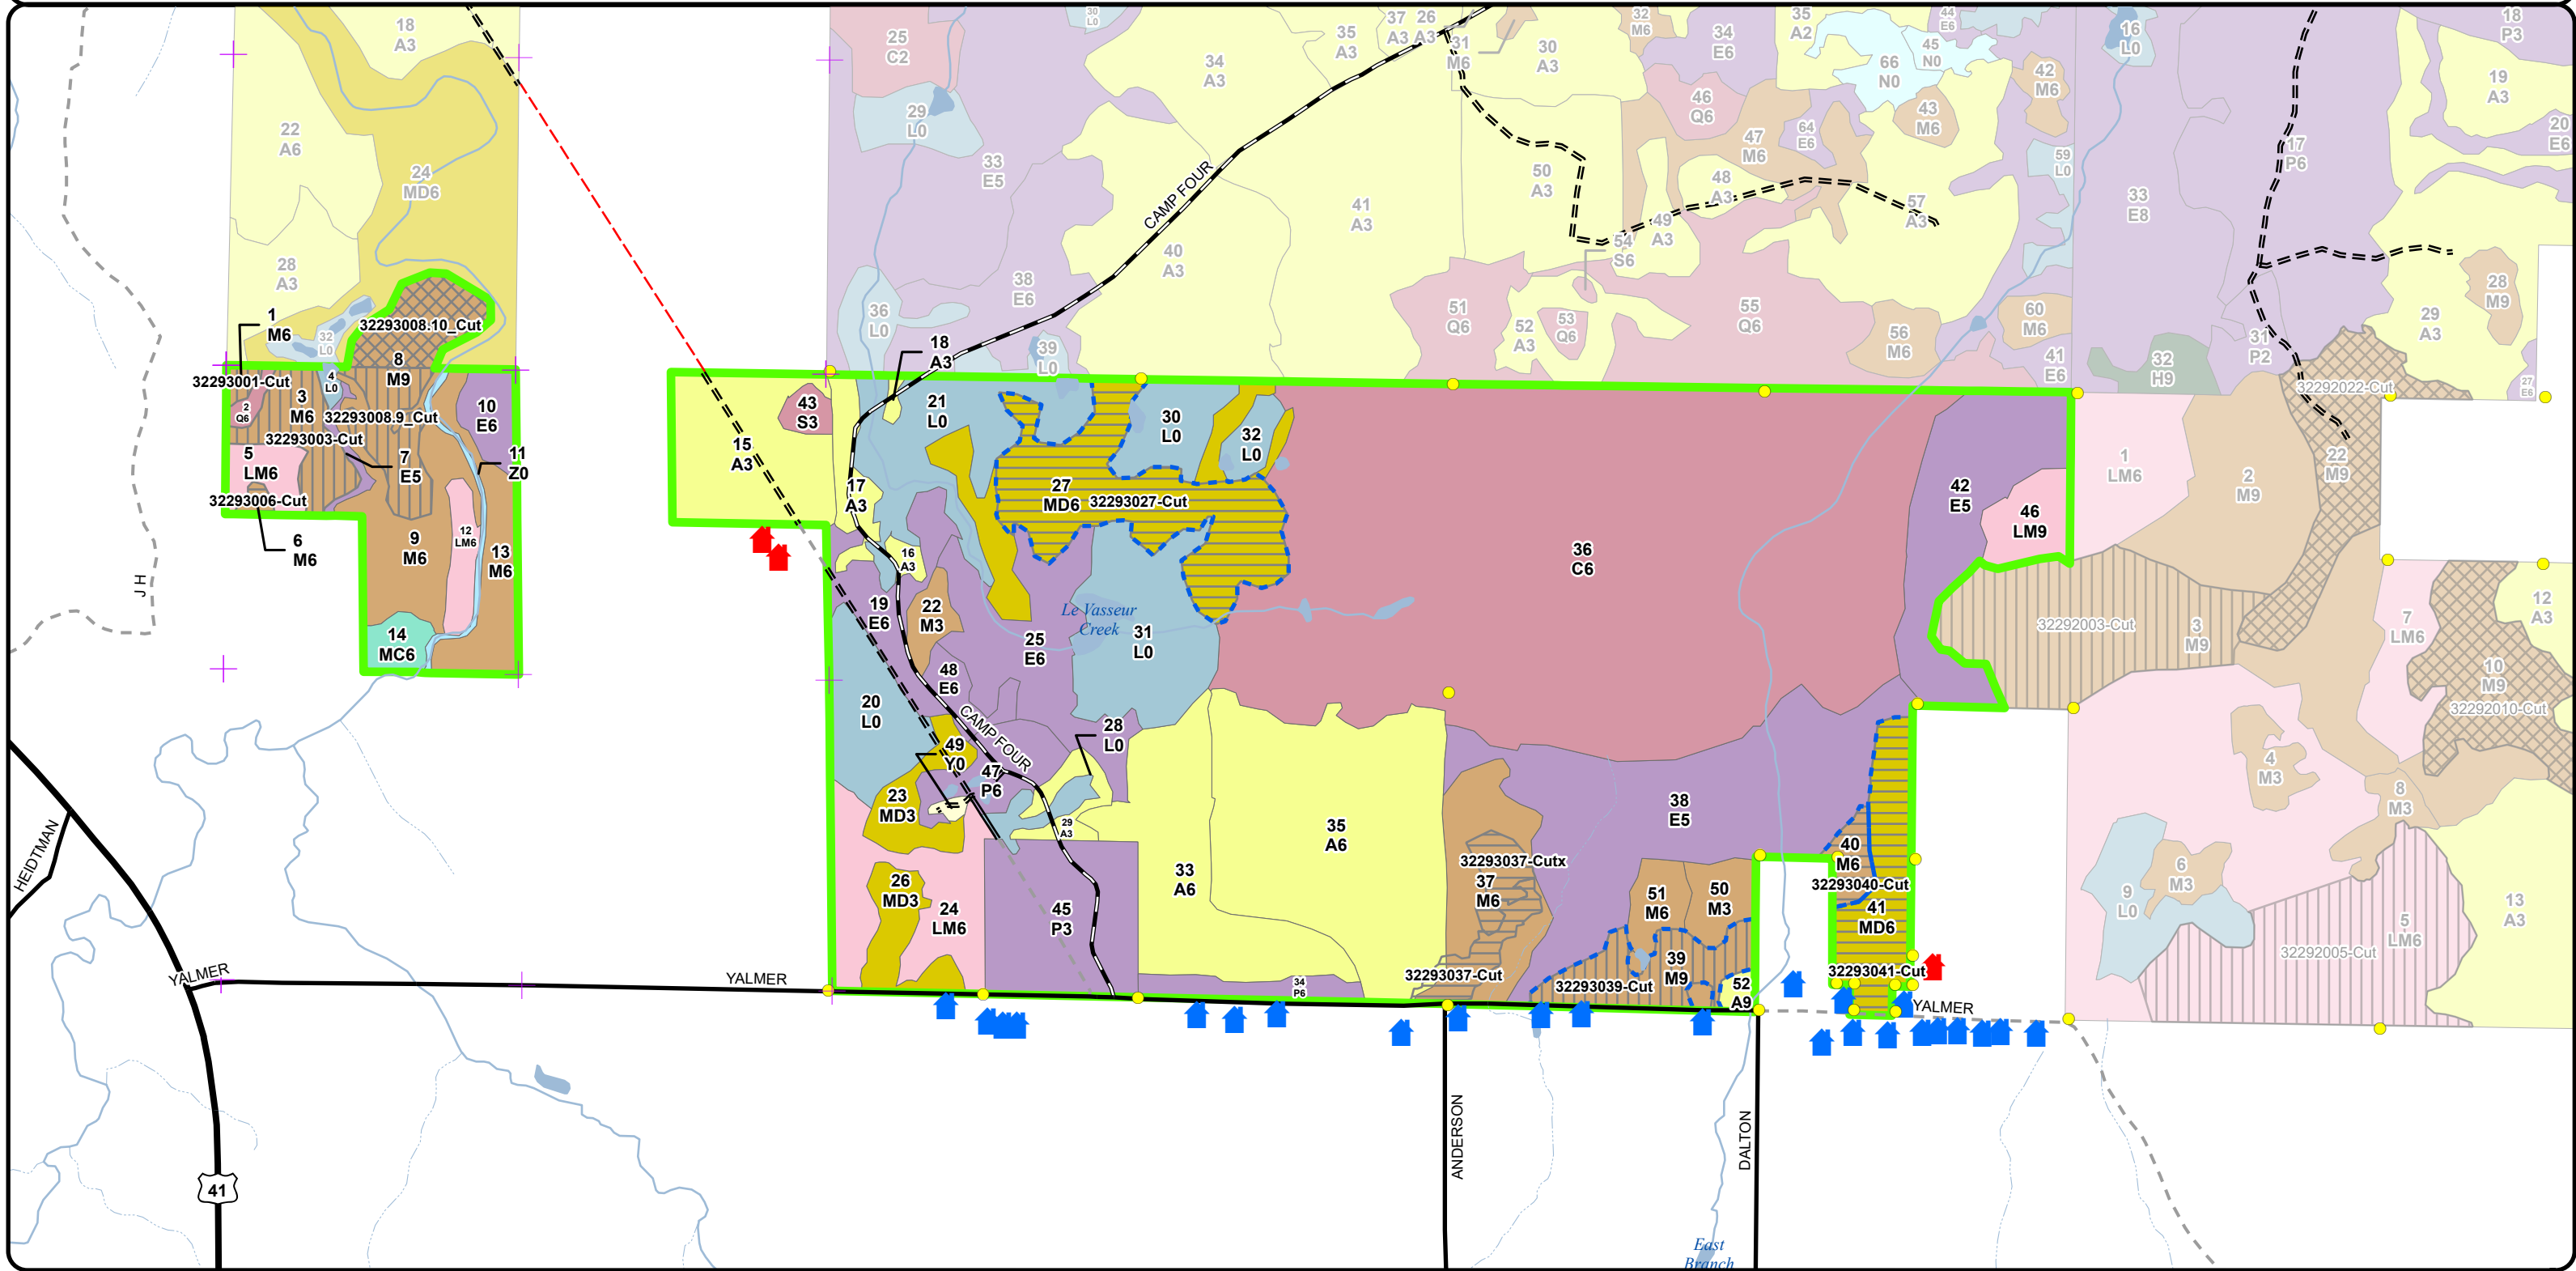 18
A3
22
A6
24
MD6
28
A3
32
L0
1
M6
32293008.10_Cut
8
M9
32293001-Cut
4
L0
2
Q6
3
M6
32293008.9_Cut
32293003-Cut
10
E6
5
LM6
7
E5
11
Z0
32293006-Cut
6
M6
9
M6
12
LM6
13
M6
14
MC6
J H
HEIDTMAN
YALMER
YALMER
41
25
C2
30
L0
29
L0
33
E5
34
A3
35
A3
37
A3
26
A3
31
M6
30
A3
32
M6
34
E6
35
A2
44
E6
45
N0
66
N0
16
L0
18
P3
19
A3
42
M6
43
M6
46
Q6
47
M6
64
E6
59
L0
17
P6
20
E6
CAMP FOUR
50
A3
48
A3
49
A3
57
A3
33
E8
41
A3
40
A3
54
S6
38
E6
36
L0
39
L0
51
Q6
52
A3
53
Q6
55
Q6
56
M6
60
M6
41
E6
32
H9
31
P2
29
A3
28
M9
27
E6
32292022-Cut
18
A3
43
S3
15
A3
17
A3
21
L0
30
L0
32
L0
27
MD6
32293027-Cut
16
A3
19
E6
22
M3
Le Vasseur
Creek
25
E6
31
L0
36
C6
42
E5
46
LM9
1
LM6
2
M9
22
M9
32292003-Cut
3
M9
7
LM6
12
A3
10
M9
32292010-Cut
48
E6
20
L0
CAMP FOUR
28
L0
49
Y0
47
P6
23
MD3
29
A3
26
MD3
24
LM6
45
P3
33
A6
35
A6
34
P6
38
E5
32293037-Cutx
37
M6
32293037-Cut
51
M6
50
M3
39
M9
32293039-Cut
52
A9
40
M6
32293040-Cut
41
MD6
32293041-Cut
YALMER
4
M3
8
M3
6
M3
9
L0
5
LM6
32292005-Cut
13
A3
ANDERSON
DALTON
East
Branch